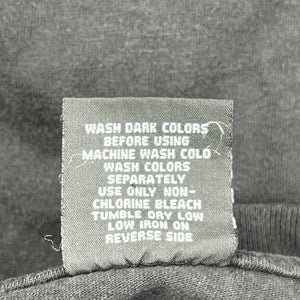 WASH DARK COLORS
BEFORE USING
MACHINE WASH COLD
WASH COLORS
SEPARATELY
USE ONLY NON-
CHLORINE BLEACH
TUMBLE DRY LOW
LOW IRON ON
REVERSE SIDE